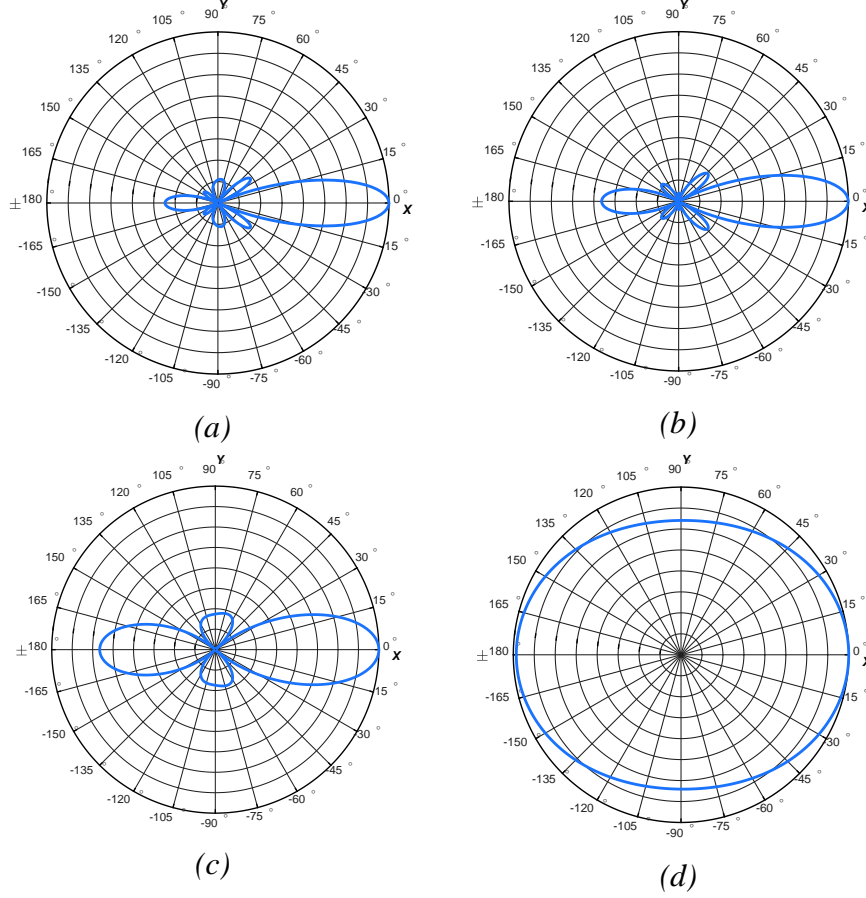 Y Y
90° 90°
105° 75° 105° 75°
120° 60° 120° 60°
135° 45° 135° 45°
150° 30° 150° 30°
165° 15° 165° 15°
±180 0° X ±180 0° X
-165 15 -165 15
-150 30 -150 30
-135 -45 -135 -45
-120 -60 -120 -60
-105 -75 -105 -75
-90 -90
(a) (b)
Y Y
90° 90°
105° 75° 105° 75°
120° 60° 120° 60°
135° 45° 135° 45°
150° 30° 150° 30°
165° 15° 165° 15°
±180 0° X ±180 0° X
-165 15 -165 15
-150 30 -150 30
-135 -45 -135 -45
-120 -60 -120 -60
-105 -75 -105 -75
-90 -90
(c) (d)